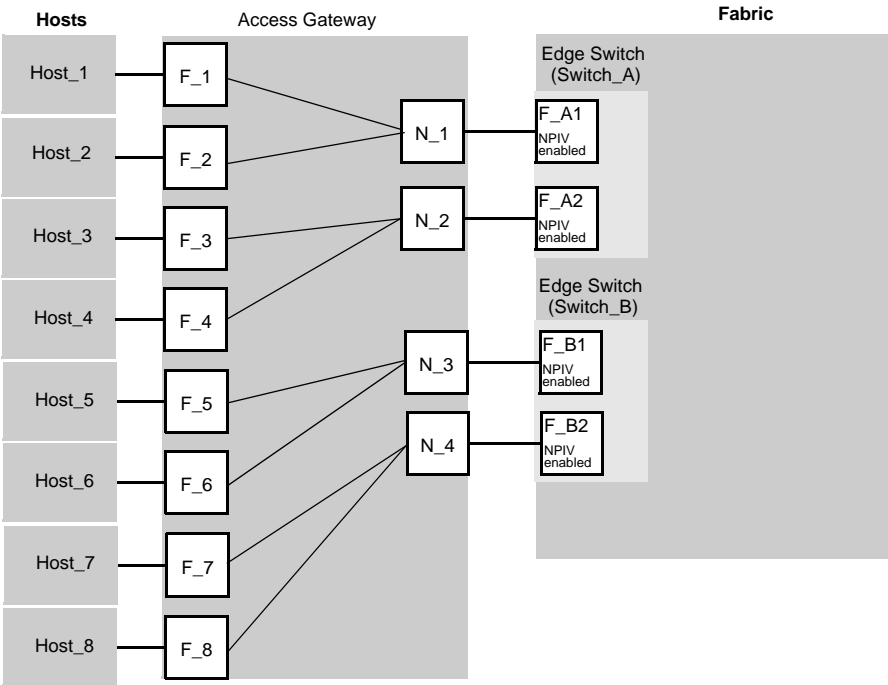 Hosts
Access Gateway
Fabric
Host_1
Host_2
Host_3
Host_4
Host_5
Host_6
Host_7
Host_8
F_1
F_2
F_3
F_4
F_5
F_6
F_7
F_8
N_1
N_2
N_3
N_4
Edge Switch
(Switch_A)
F_A1
NPIV
enabled
F_A2
NPIV
enabled
Edge Switch
(Switch_B)
F_B1
NPIV
enabled
F_B2
NPIV
enabled